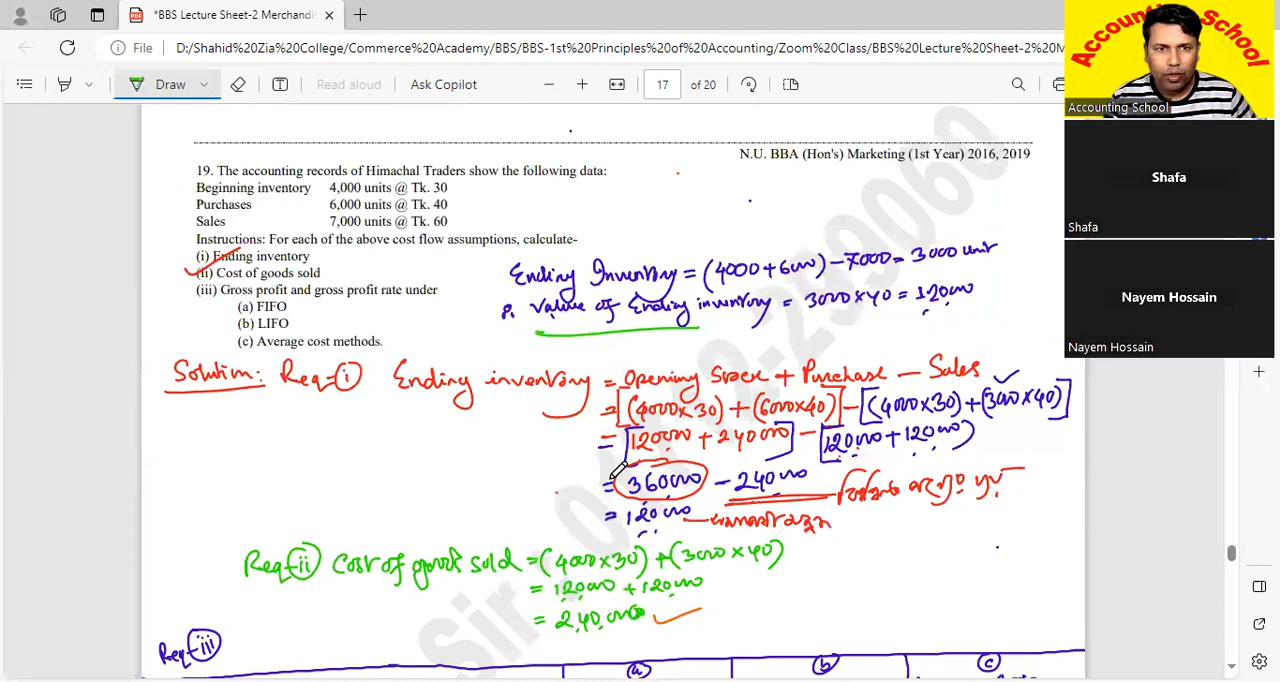 *BBS Lecture Sheet-2 Merchandis
File D:/Shahid%20Zia%20College/Commerce%20Academy/BBS/BBS-1st%20Principles%20of%20Accounting/Zoom%20Class/BBS%20Lecture%20Sheet-2%20M
Draw Read aloud Ask Copilot 17 of 20
Accounting School
Accounting School
Shafa
Shafa
Nayem Hossain
Nayem Hossain
N.U. BBA (Hon's) Marketing (1st Year) 2016, 2019
19. The accounting records of Himachal Traders show the following data:
Beginning inventory 4,000 units @ Tk. 30
Purchases 6,000 units @ Tk. 40
Sales 7,000 units @ Tk. 60
Instructions: For each of the above cost flow assumptions, calculate-
(i) Ending inventory
(ii) Cost of goods sold
(iii) Gross profit and gross profit rate under
(a) FIFO
(b) LIFO
(c) Average cost methods.
Ending Inventory = (4000+6000) - 7000 = 3000 unit
Value of Ending inventory = 3000×40 = 120000
Solution: Req-(i) Ending inventory = Opening Stock + Purchase - Sales
= [(4000×30) + (6000×40)] - [(4000×30) + (3000×40)]
= [120000 + 240000] - [120000 + 120000)
= 360000 - 240000
= 120000
Req-(ii) Cost of goods sold = (4000×30) + (3000×40)
= 120000 + 120000
= 240000
Req-(iii)
(a) (b) (c)